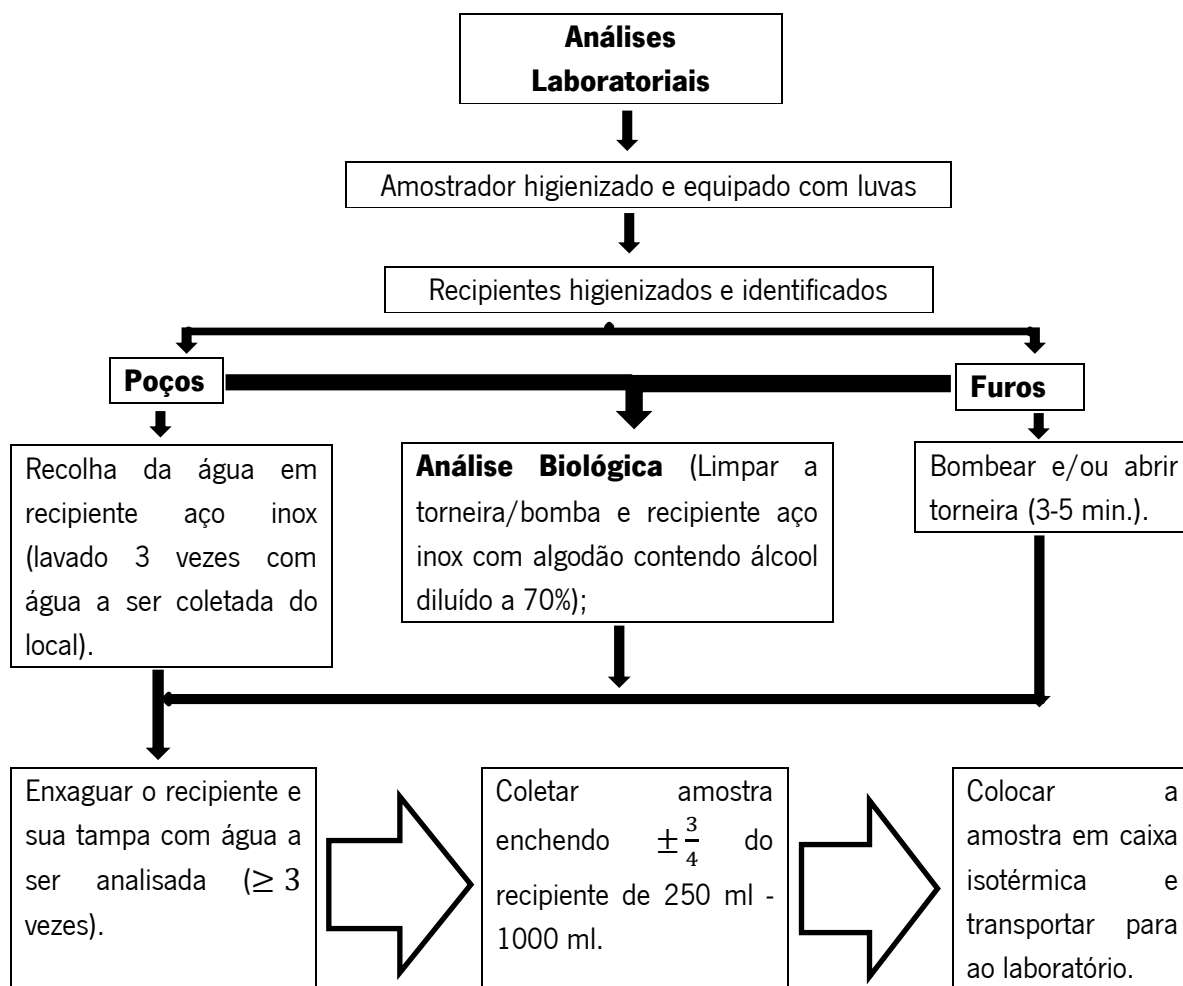 Análises
Laboratoriais
Amostrador higienizado e equipado com luvas
Recipientes higienizados e identificados
Poços
Furos
Recolha da água em
recipiente aço inox
(lavado 3 vezes com
água a ser coletada do
local).
Análise Biológica (Limpar a
torneira/bomba e recipiente aço
inox com algodão contendo álcool
diluído a 70%);
Bombear e/ou abrir
torneira (3-5 min.).
Enxaguar o recipiente e
sua tampa com água a
ser analisada (≥ 3
vezes).
Coletar amostra
enchendo ± 3/4 do
recipiente de 250 ml -
1000 ml.
Colocar a
amostra em caixa
isotérmica e
transportar para
ao laboratório.